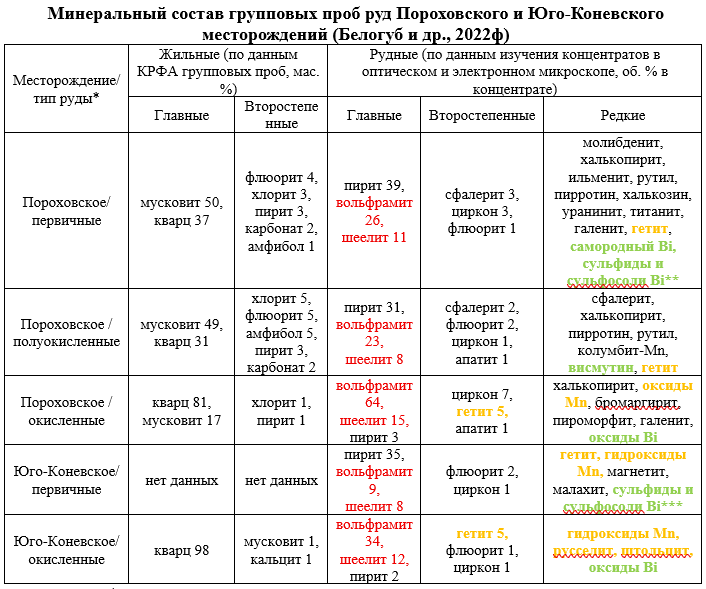 Минеральный состав групповых проб руд Пороховского и Юго-Коневского
месторождений (Белогуб и др., 2022ф)
Месторождение/
тип руды*
Жильные (по данным
КРФА групповых проб, мас.
%)
Рудные (по данным изучения концентратов в
оптическом и электронном микроскопе, об. % в
концентрате)
Главные
Второстепе
нные
Главные
Второстепенные
Редкие
Пороховское/
первичные
мусковит 50,
кварц 37
флюорит 4,
хлорит 3,
пирит 3,
карбонат 2,
амфибол 1
пирит 39,
вольфрамит
26,
шеелит 11
сфалерит 3,
циркон 3,
флюорит 1
молибденит,
халькопирит,
ильменит, рутил,
пирротин, халькозин,
уранинит, титанит,
галенит, гетит,
самородный Bi,
сульфиды и
сульфосоли Bi**
Пороховское /
полуокисленные
мусковит 49,
кварц 31
хлорит 5,
флюорит 5,
амфибол 5,
пирит 3,
карбонат 2
пирит 31,
вольфрамит
23,
шеелит 8
сфалерит 2,
флюорит 2,
циркон 1,
апатит 1
сфалерит,
халькопирит,
пирротин, рутил,
колумбит-Mn,
висмутин, гетит
Пороховское /
окисленные
кварц 81,
мусковит 17
хлорит 1,
пирит 1
вольфрамит
64,
шеелит 15,
пирит 3
циркон 7,
гетит 5,
апатит 1
халькопирит, оксиды
Mn, бромаргирит,
пироморфит, галенит,
оксиды Bi
Юго-Коневское/
первичные
нет данных
нет данных
пирит 35,
вольфрамит
9,
шеелит 8
флюорит 2,
циркон 1
гетит, гидроксиды
Mn, магнетит,
малахит, сульфиды и
сульфосоли Bi***
Юго-Коневское/
окисленные
кварц 98
мусковит 1,
кальцит 1
вольфрамит
34,
шеелит 12,
пирит 2
гетит 5,
флюорит 1,
циркон 1
гидроксиды Mn,
русселит, штольцит,
оксиды Bi